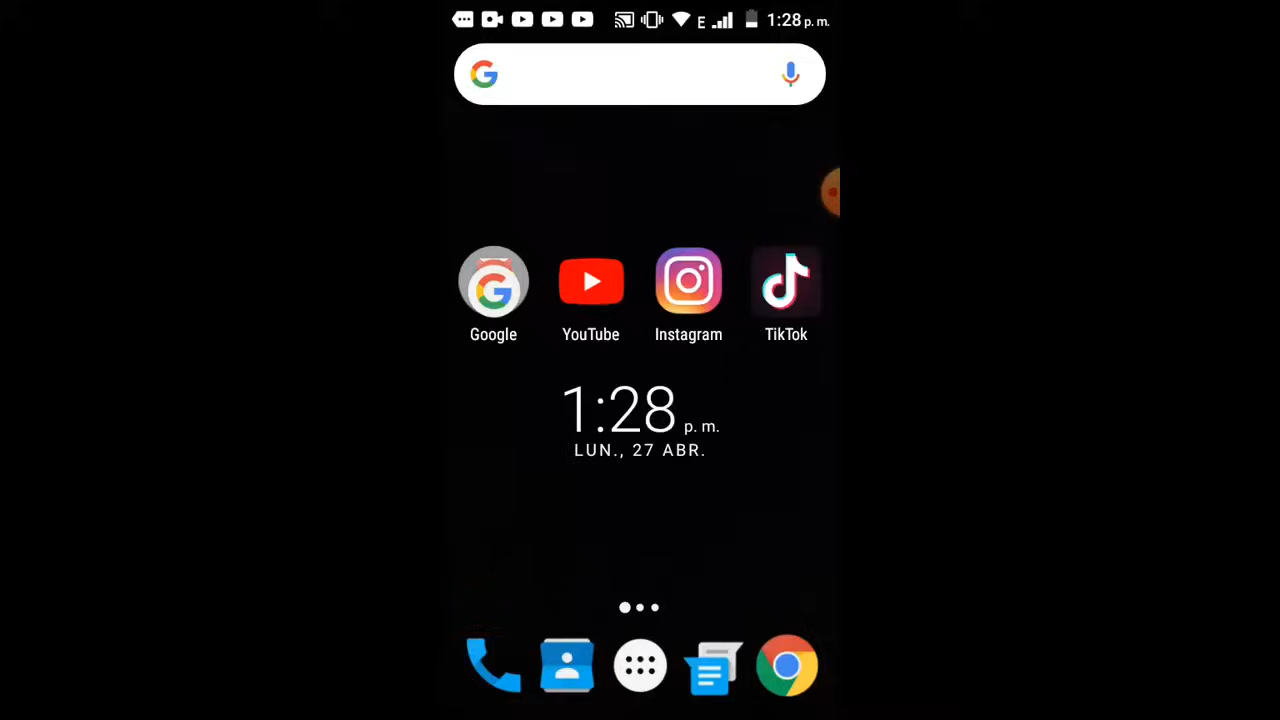 E 1:28 p. m.
Google YouTube Instagram TikTok
1:28 p. m.
LUN., 27 ABR.